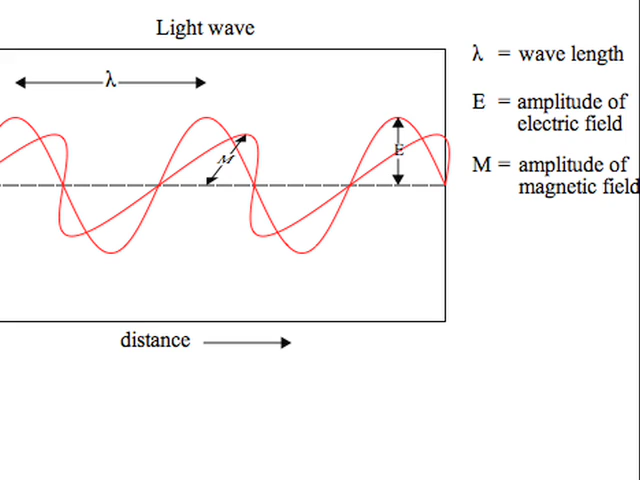 Light wave
λ = wave length
λ
E = amplitude of
electric field
E
M
M = amplitude of
magnetic field
distance